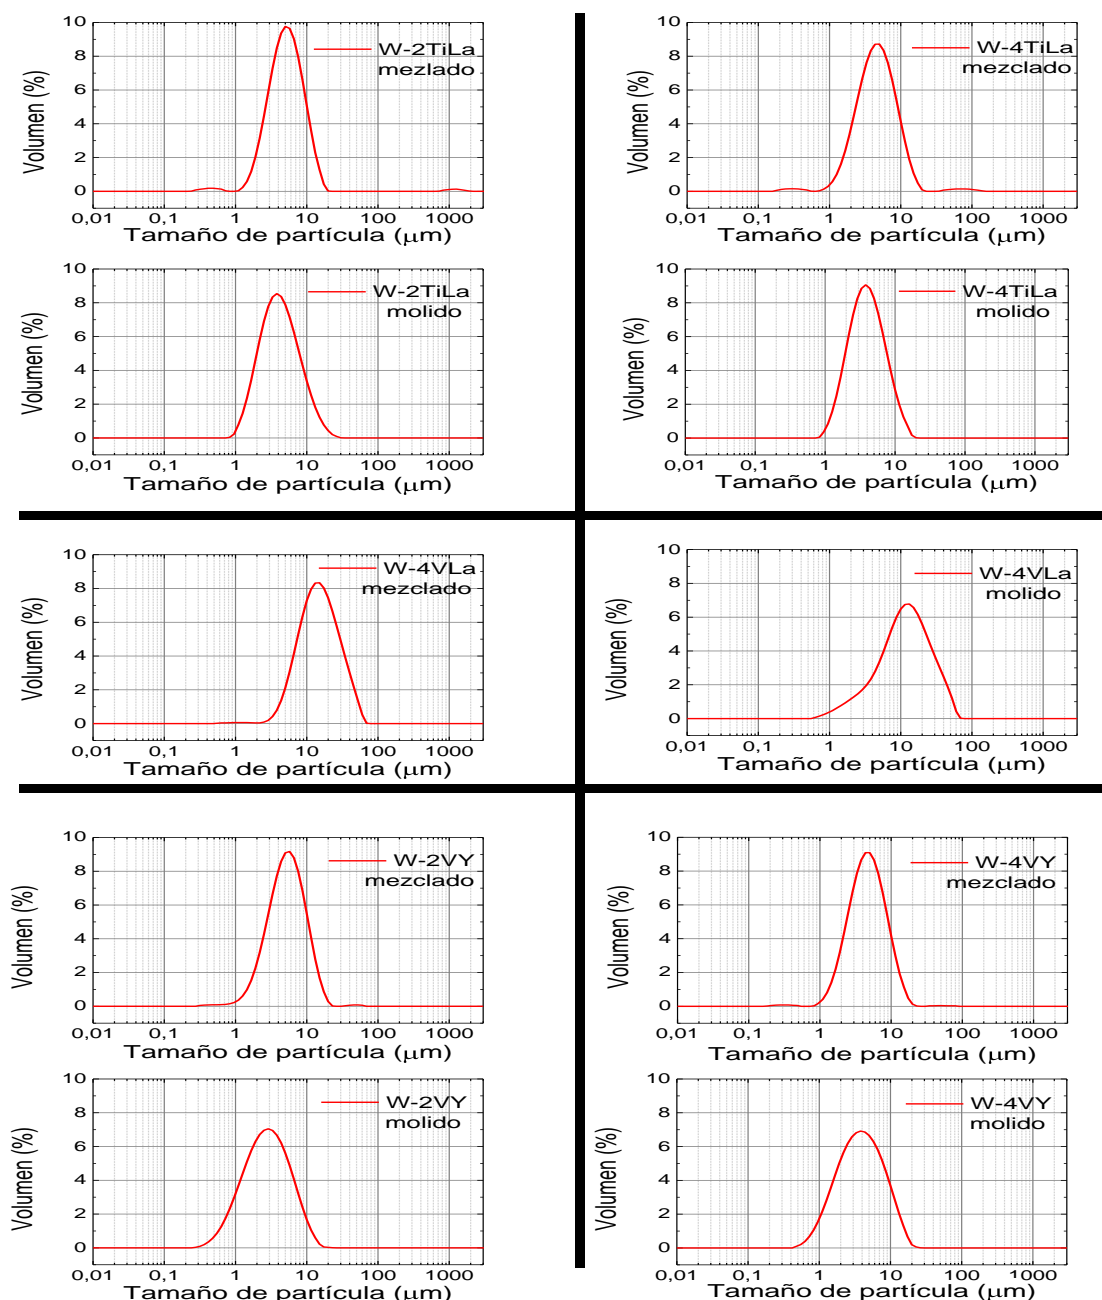 10
8
6
4
2
0
Volumen (%)
W-2TiLa
mezlado
0,01 0,1 1 10 100 1000
Tamaño de partícula (μm)
10
8
6
4
2
0
Volumen (%)
W-4TiLa
mezclado
0,01 0,1 1 10 100 1000
Tamaño de partícula (μm)
10
8
6
4
2
0
Volumen (%)
W-2TiLa
molido
0,01 0,1 1 10 100 1000
Tamaño de partícula (μm)
10
8
6
4
2
0
Volumen (%)
W-4TiLa
molido
0,01 0,1 1 10 100 1000
Tamaño de partícula (μm)
10
8
6
4
2
0
Volumen (%)
W-4VLa
mezclado
0,01 0,1 1 10 100 1000
Tamaño de partícula (μm)
10
8
6
4
2
0
Volumen (%)
W-4VLa
molido
0,01 0,1 1 10 100 1000
Tamaño de partícula (μm)
10
8
6
4
2
0
Volumen (%)
W-2VY
mezclado
0,01 0,1 1 10 100 1000
Tamaño de partícula (μm)
10
8
6
4
2
0
Volumen (%)
W-4VY
mezclado
0,01 0,1 1 10 100 1000
Tamaño de partícula (μm)
10
8
6
4
2
0
Volumen (%)
W-2VY
molido
0,01 0,1 1 10 100 1000
Tamaño de partícula (μm)
10
8
6
4
2
0
Volumen (%)
W-4VY
molido
0,01 0,1 1 10 100 1000
Tamaño de partícula (μm)